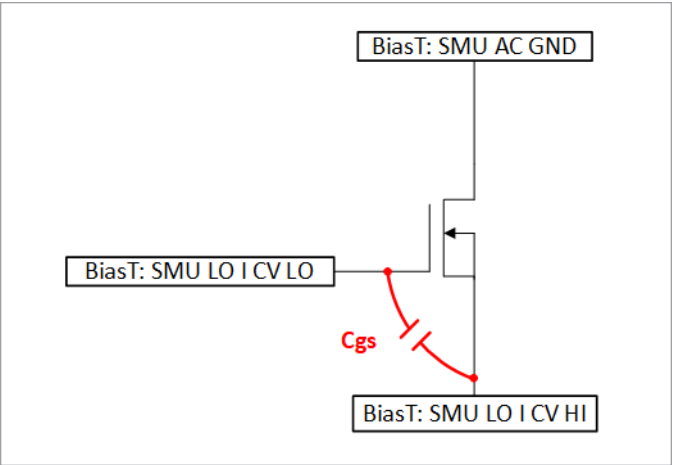 BiasT: SMU AC GND
BiasT: SMU LO I CV LO
Cgs
BiasT: SMU LO I CV HI